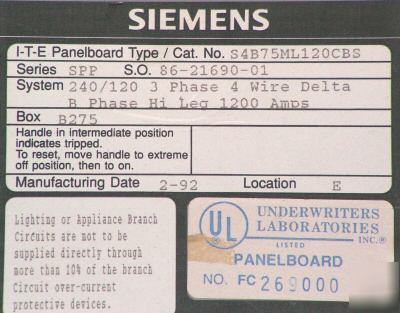 SIEMENS
I-T-E Panelboard Type / Cat. No. S4B75ML120CBS
Series SPP S.O. 86-21690-01
System 240/120 3 Phase 4 Wire Delta
B Phase Hi Leg 1200 Amps
Box B275
Handle in intermediate position
indicates tripped.
To reset, move handle to extreme
off position, then to on.
Manufacturing Date 2-92 Location E
Lighting or Appliance Branch
Circuits are not to be
supplied directly through
more than 10% of the branch
Circuit over-current
protective devices.
UL
UNDERWRITERS
LABORATORIES
INC.®
LISTED
PANELBOARD
NO. FC 269000